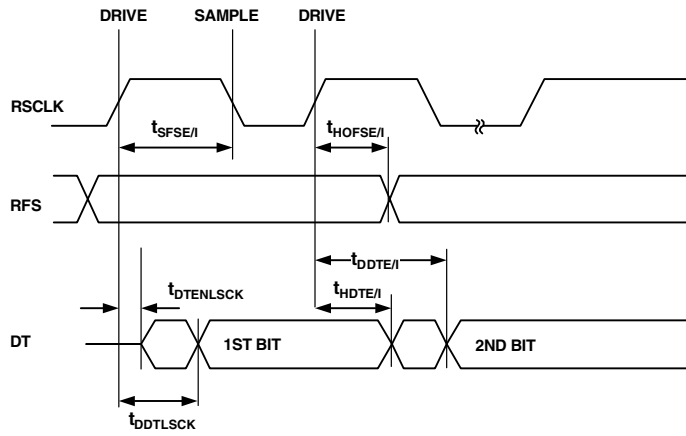 DRIVE SAMPLE DRIVE
RSCLK
tSFSE/I tHOFSE/I
RFS
tDDTE/I
tDTENLSCK tHDTE/I
DT 1ST BIT 2ND BIT
tDDTLSCK